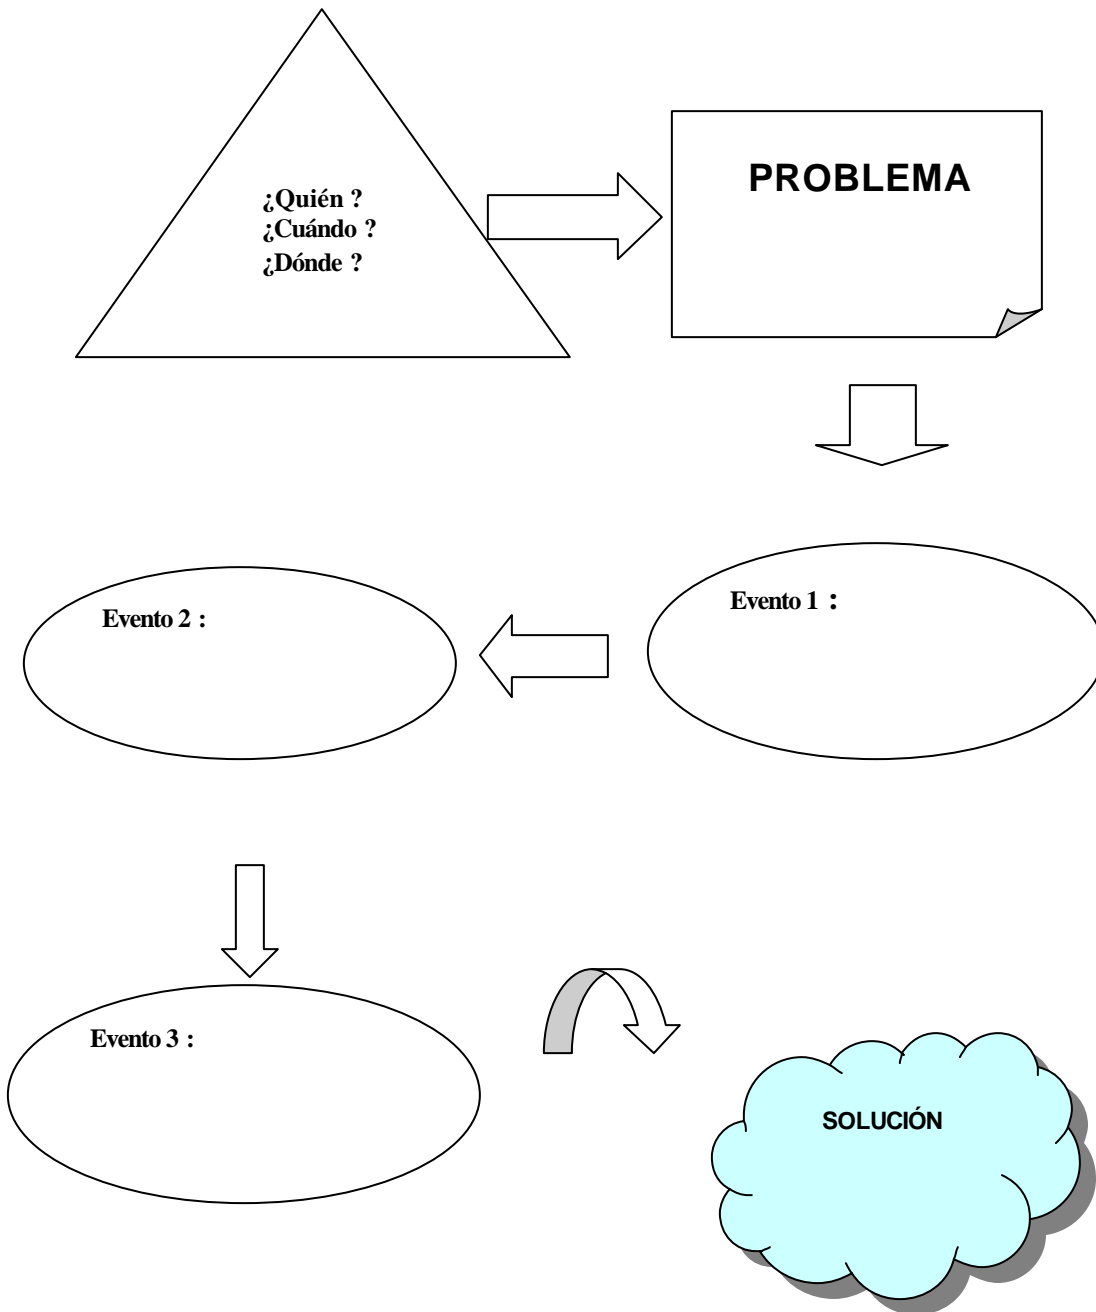 ¿Quién ?
¿Cuándo ?
¿Dónde ?
PROBLEMA
Evento 1 :
Evento 2 :
Evento 3 :
SOLUCIÓN